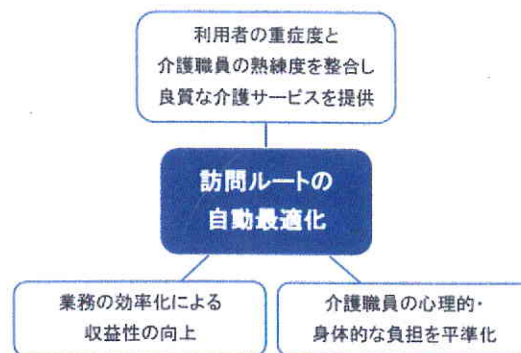 利用者の重症度と
介護職員の熟練度を整合し
良質な介護サービスを提供
訪問ルートの
自動最適化
業務の効率化による
収益性の向上
介護職員の心理的・
身体的な負担を平準化